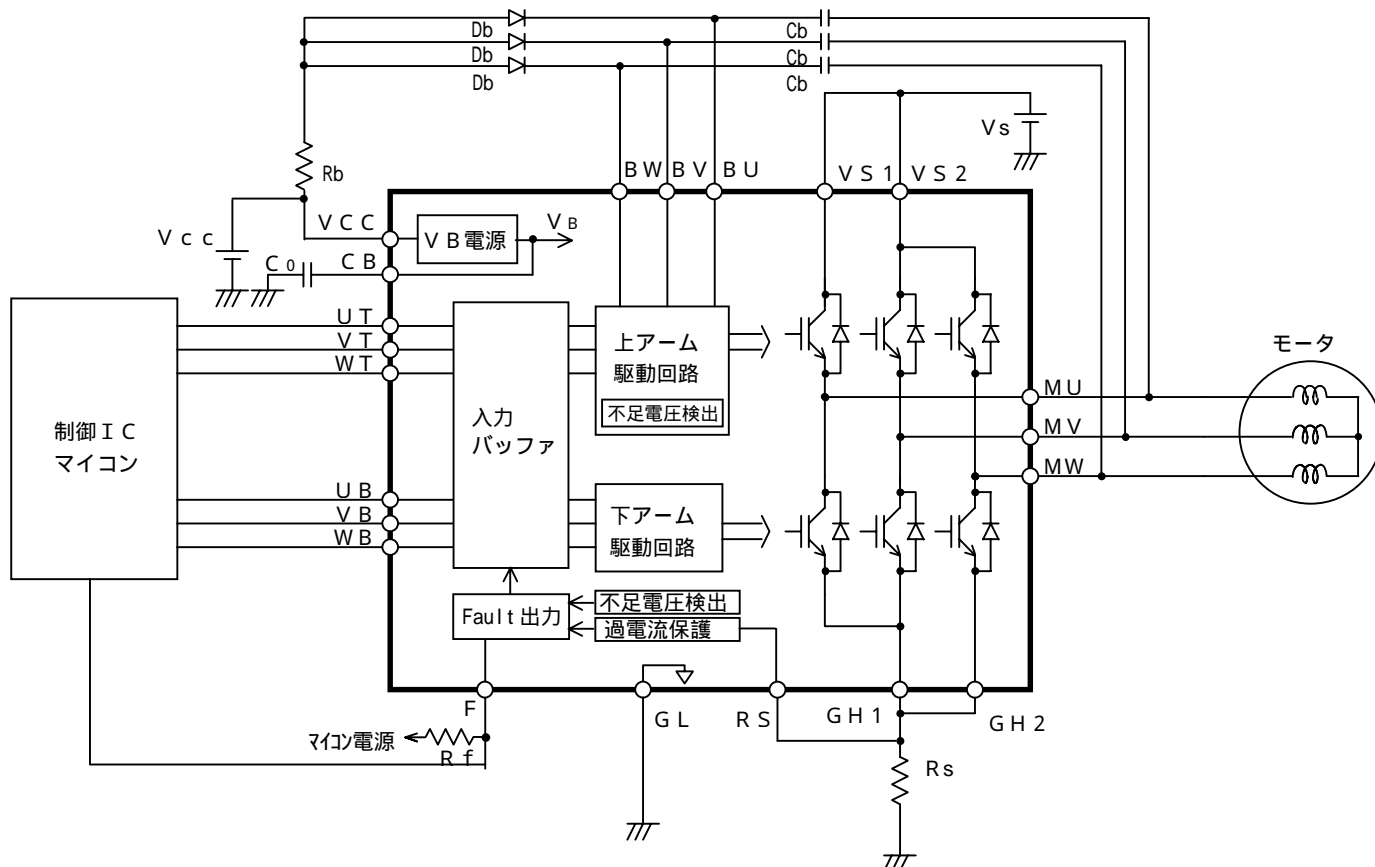 Db
Cb
Db
Cb
Db
Cb
Vs
Rb
BW
BV
BU
VS1
VS2
VCC
VB電源
VB
Vcc
C0
CB
UT
VT
WT
上アーム
駆動回路
不足電圧検出
モータ
MU
制御IC
マイコン
入力
バッファ
MV
MW
UB
VB
WB
下アーム
駆動回路
Fault出力
不足電圧検出
過電流保護
F
GL
RS
GH1
GH2
マイコン電源
Rf
Rs